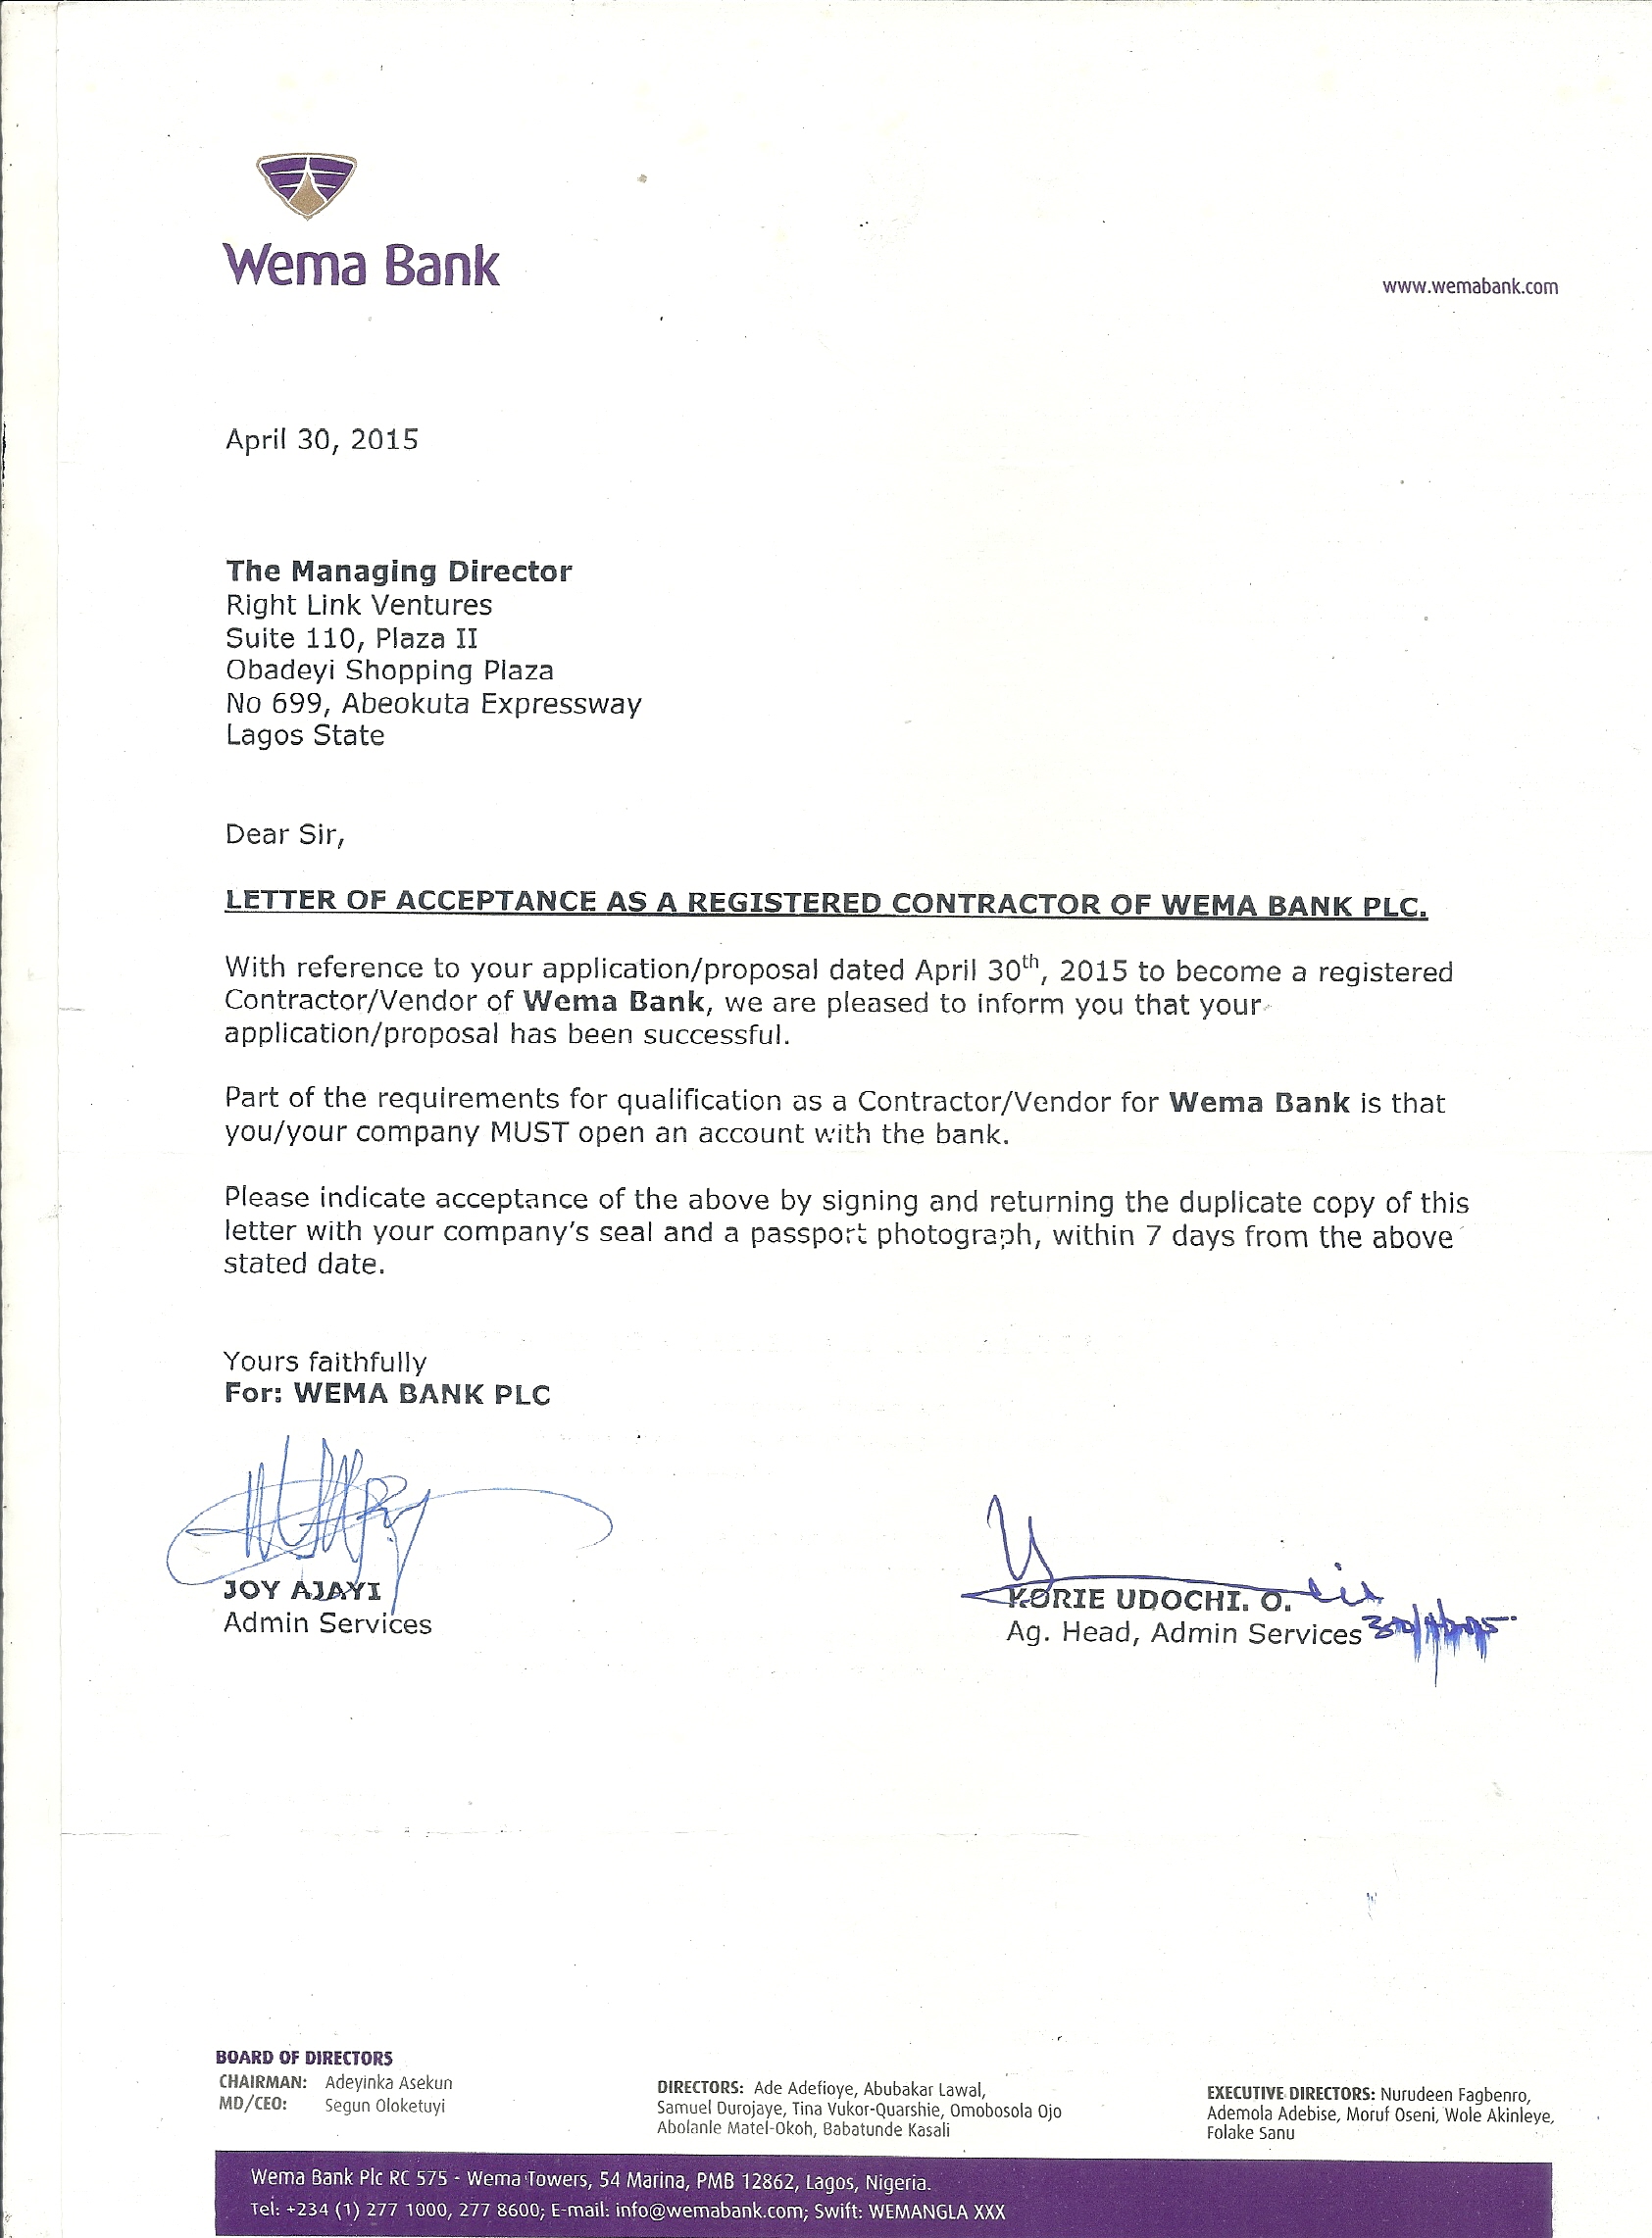 Wema Bank
www.wemabank.com
April 30, 2015
The Managing Director
Right Link Ventures
Suite 110, Plaza II
Obadeyi Shopping Plaza
No 699, Abeokuta Expressway
Lagos State
Dear Sir,
LETTER OF ACCEPTANCE AS A REGISTERED CONTRACTOR OF WEMA BANK PLC.
With reference to your application/proposal dated April 30th, 2015 to become a registered
Contractor/Vendor of Wema Bank, we are pleased to inform you that your
application/proposal has been successful.
Part of the requirements for qualification as a Contractor/Vendor for Wema Bank is that
you/your company MUST open an account with the bank.
Please indicate acceptance of the above by signing and returning the duplicate copy of this
letter with your company's seal and a passport photograph, within 7 days from the above
stated date.
Yours faithfully
For: WEMA BANK PLC
JOY AJAYI
Admin Services
KORIE UDOCHI. O.
Ag. Head, Admin Services
BOARD OF DIRECTORS
CHAIRMAN: Adeyinka Asekun
MD/CEO: Segun Oloketuyi
DIRECTORS: Ade Adefioye, Abubakar Lawal,
Samuel Durojaye, Tina Vukor-Quarshie, Omobosola Ojo
Abolanle Matel-Okoh, Babatunde Kasali
EXECUTIVE DIRECTORS: Nurudeen Fagbenro,
Ademola Adebise, Moruf Oseni, Wole Akinleye,
Folake Sanu
Wema Bank Plc RC 575 - Wema Towers, 54 Marina, PMB 12862, Lagos, Nigeria.
Tel: +234 (1) 277 1000, 277 8600; E-mail: info@wemabank.com; Swift: WEMANGLA XXX